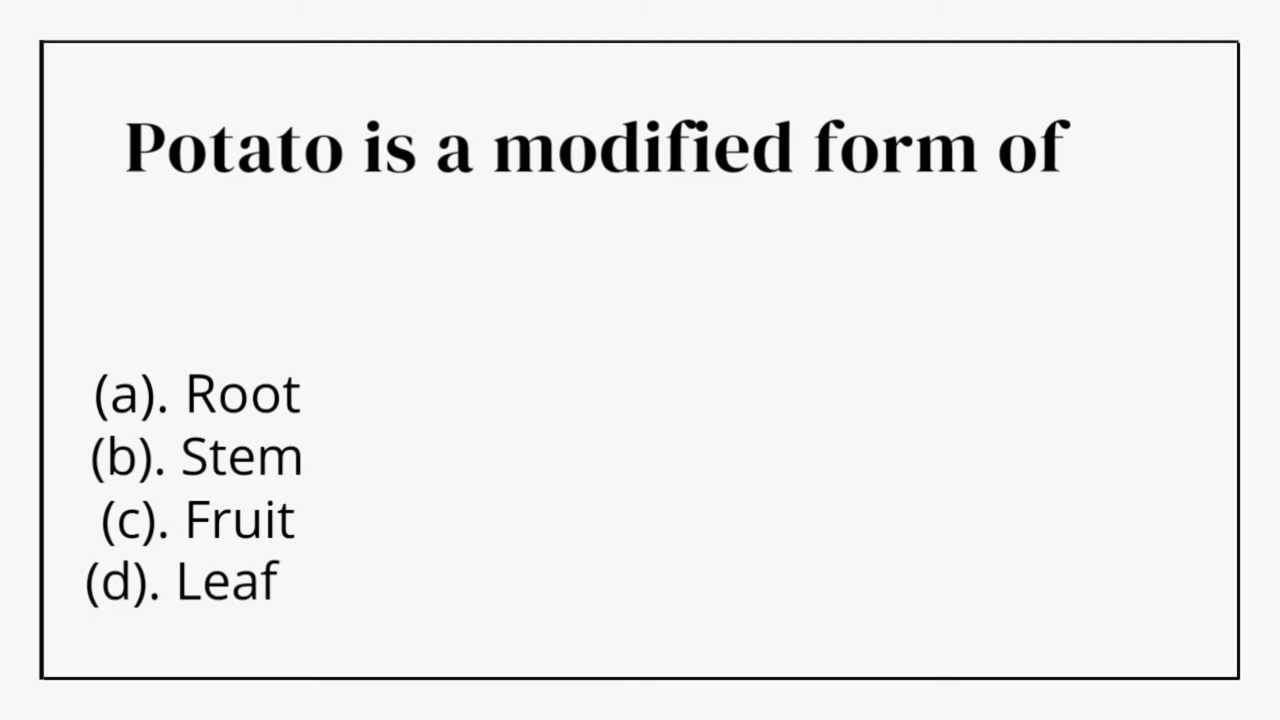 Potato is a modified form of
(a). Root
(b). Stem
(c). Fruit
(d). Leaf